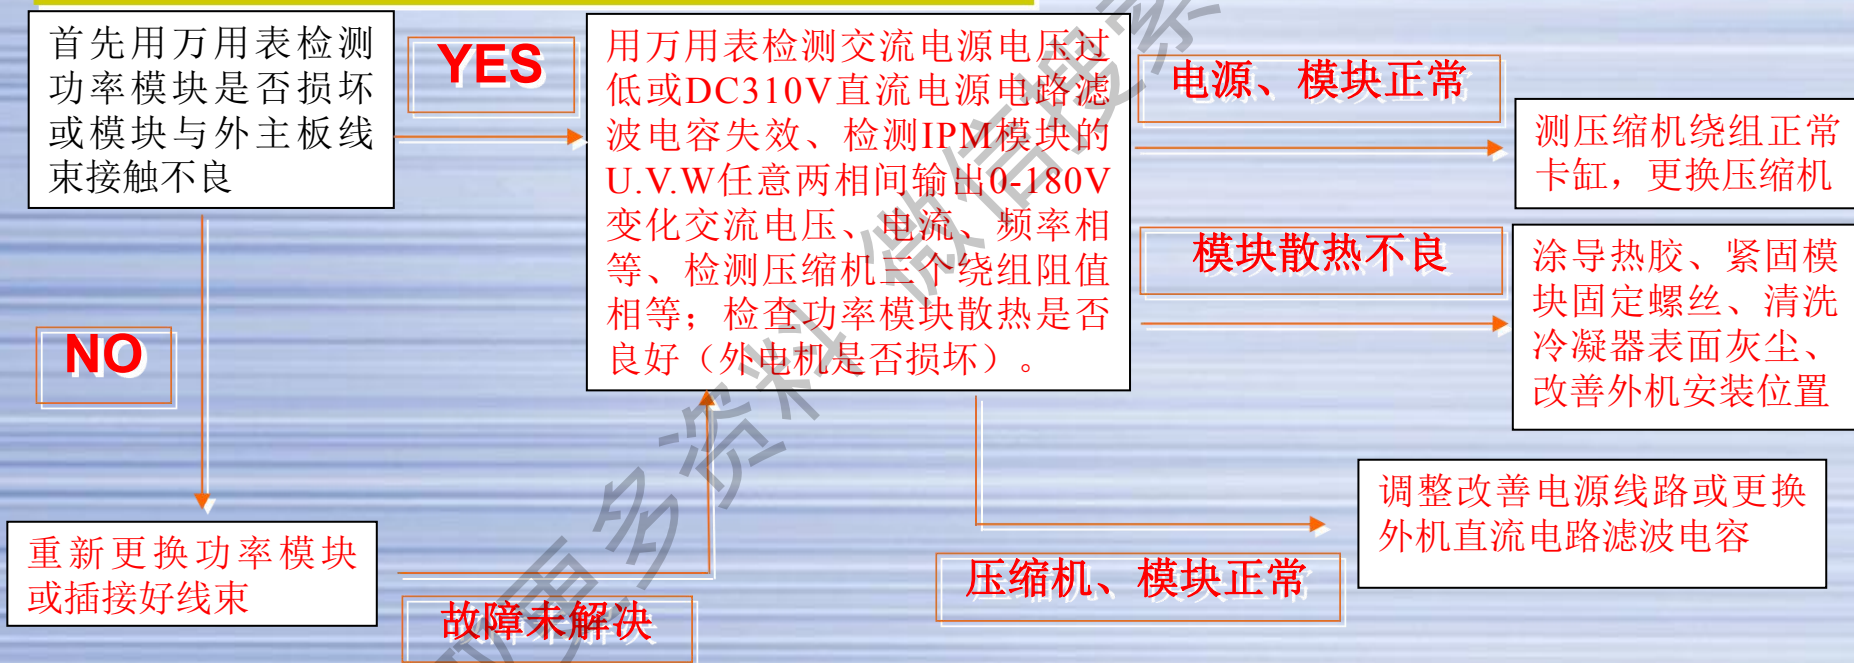 首先用万用表检测
功率模块是否损坏
或模块与外主板线
束接触不良
YES
用万用表检测交流电源电压过
低或DC310V直流电源电路滤
波电容失效、检测IPM模块的
U.V.W任意两相间输出0-180V
变化交流电压、电流、频率相
等、检测压缩机三个绕组阻值
相等；检查功率模块散热是否
良好（外电机是否损坏）。
电源、模块正常
测压缩机绕组正常
卡缸，更换压缩机
模块散热不良
涂导热胶、紧固模
块固定螺丝、清洗
冷凝器表面灰尘、
改善外机安装位置
NO
重新更换功率模块
或插接好线束
故障未解决
压缩机、模块正常
调整改善电源线路或更换
外机直流电路滤波电容
更多资料 微信搜索